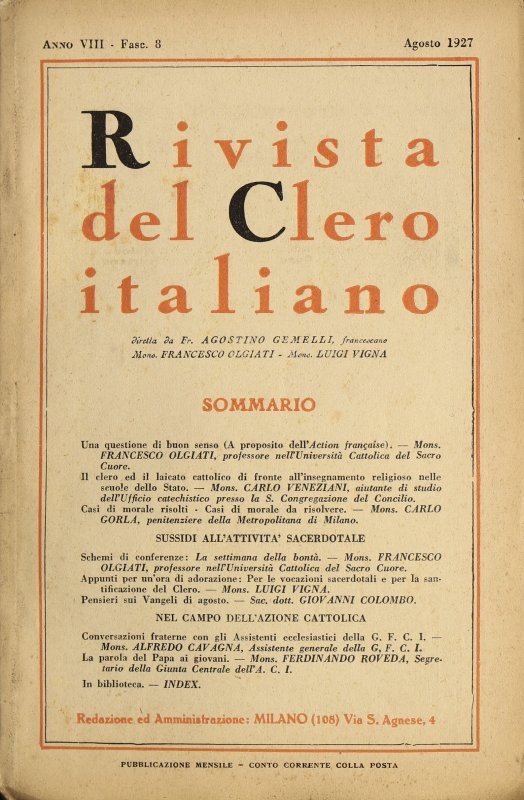 ANNO VIII - Fasc. 8 Agosto 1927
Rivista
del Clero
italiano
diretta da Fr. AGOSTINO GEMELLI, francescano
Mons. FRANCESCO OLGIATI - Mons. LUIGI VIGNA
SOMMARIO
Una questione di buon senso (A proposito dell'Action française). — Mons.
FRANCESCO OLGIATI, professore nell'Università Cattolica del Sacro
Cuore.
Il clero ed il laicato cattolico di fronte all'insegnamento religioso nelle
scuole dello Stato. — Mons. CARLO VENEZIANI, aiutante di studio
dell'Ufficio catechistico presso la S. Congregazione del Concilio.
Casi di morale risolti - Casi di morale da risolvere. — Mons. CARLO
GORLA, penitenziere della Metropolitana di Milano.
SUSSIDI ALL'ATTIVITA' SACERDOTALE
Schemi di conferenze: La settimana della bontà. — Mons. FRANCESCO
OLGIATI, professore nell'Università Cattolica del Sacro Cuore.
Appunti per un'ora di adorazione: Per le vocazioni sacerdotali e per la san-
tificazione del Clero. — Mons. LUIGI VIGNA.
Pensieri sui Vangeli di agosto. — Sac. dott. GIOVANNI COLOMBO.
NEL CAMPO DELL'AZIONE CATTOLICA
Conversazioni fraterne con gli Assistenti ecclesiastici della G. F. C. I. —
Mons. ALFREDO CAVAGNA, Assistente generale della G, F. C. I.
La parola del Papa ai giovani. — Mons. FERDINANDO ROVEDA, Segre-
tario della Giunta Centrale dell'A. C. I.
In biblioteca. — INDEX.
Redazione ed Amministrazione: MILANO (108) Via S. Agnese, 4
PUBBLICAZIONE MENSILE – CONTO CORRENTE COLLA POSTA